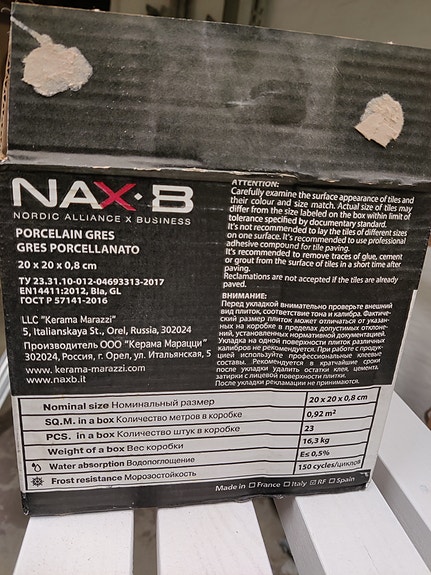 NAX·B
NORDIC ALLIANCE X BUSINESS
PORCELAIN GRES
GRES PORCELLANATO
20 x 20 x 0,8 cm
ТУ 23.31.10-012-04693313-2017
EN14411:2012, BIa, GL
ГОСТ Р 57141-2016
LLC "Kerama Marazzi"
5, Italianskaya St., Orel, Russia, 302024
Производитель ООО "Керама Марацци"
302024, Россия, г. Орел, ул. Итальянская, 5
www. kerama-marazzi.com
www.naxb.it
ATTENTION:
Carefully examine the surface appearance of tiles and
their colour and size match. Actual size of tiles may
differ from the size labeled on the box within limit of
tolerance specified by documentary standard.
It's not recommended to lay the tiles of different sizes
on one surface. It's recommended to use professional
adhesive compound for tile paving.
It's recommended to remove traces of glue, cement
or grout from the surface of tiles in a short time after
paving.
Reclamations are not accepted if the tiles are already
paved.
ВНИМАНИЕ:
Перед укладкой внимательно проверьте внешний
вид плиток, соответствие тона и калибра. Фактиче-
ский размер плиток может отличаться от указан-
ных на коробке в пределах допустимых отклоне-
ний, установленных нормативной документацией.
Укладка на одной поверхности плиток различных
калибров не рекомендуется. При работе с продук-
цией используйте профессиональные клеевые
составы. Рекомендуется в кратчайшие сроки
после укладки удалить остатки клея, цемента,
затирки с лицевой поверхности плитки.
После укладки рекламации не принимаются.
Nominal size Номинальный размер 20 x 20 x 0,8 cm
SQ.M. in a box Количество метров в коробке 0,92 m²
PCS. in a box Количество штук в коробке 23
Weight of a box Вес коробки 16,3 kg
Water absorption Водопоглощение E≤ 0,5%
Frost resistance Морозостойкость 150 cycles/циклов
Made in ☐ France ☐ Italy ☑ RF ☐ Spain